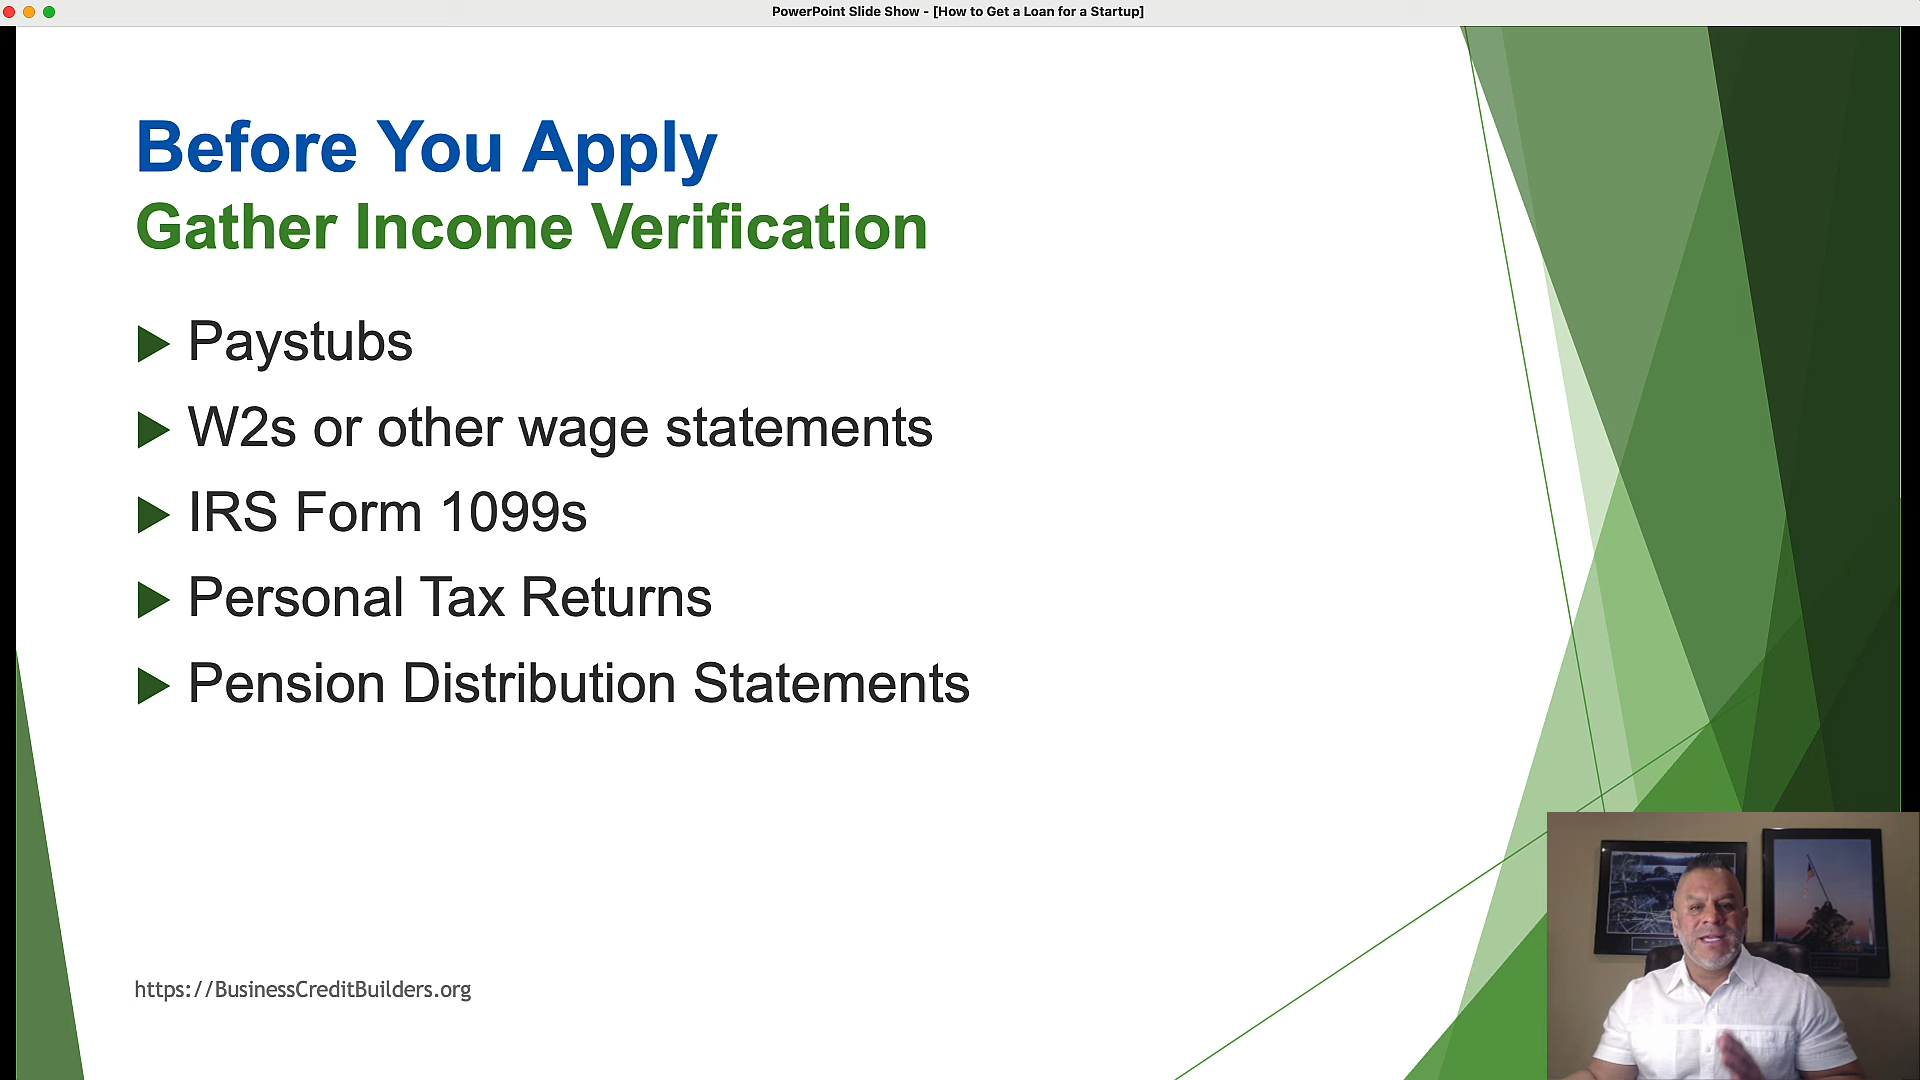 PowerPoint Slide Show - [How to Get a Loan for a Startup]
Before You Apply
Gather Income Verification
Paystubs
W2s or other wage statements
IRS Form 1099s
Personal Tax Returns
Pension Distribution Statements
https://BusinessCreditBuilders.org